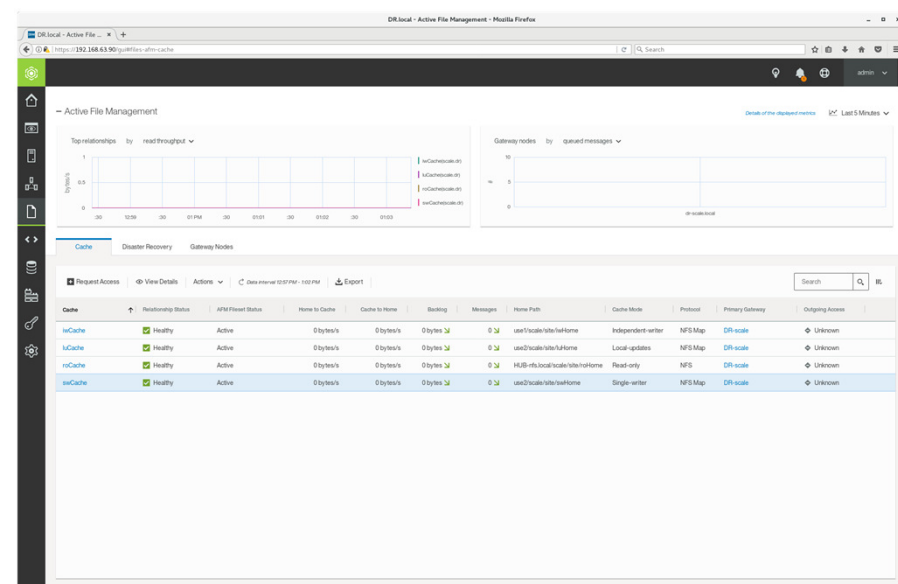 DR.local - Active File Management - Mozilla Firefox
DR.local - Active File ...
https://192.168.63.90/gui#files-afm-cache
Search
admin
– Active File Management
Details of the displayed metrics
Last 5 Minutes
Top relationships by read throughput
Gateway nodes by queued messages
bytes/s
1
0.5
0
:30 12:59 :30 01 PM :30 01:01 :30 01:02 :30 01:03
iwCache(scale.dr)
luCache(scale.dr)
roCache(scale.dr)
swCache(scale.dr)
#
10
5
0
dr-scale.local
Cache Disaster Recovery Gateway Nodes
Request Access View Details Actions Data interval 12:57 PM - 1:03 PM Export
Search
Cache Relationship Status AFM Fileset Status Home to Cache Cache to Home Backlog Messages Home Path Cache Mode Protocol Primary Gateway Outgoing Access
iwCache Healthy Active 0 bytes/s 0 bytes/s 0 bytes 0 use1/scale/site/iwHome Independent-writer NFS Map DR-scale Unknown
luCache Healthy Active 0 bytes/s 0 bytes/s 0 bytes 0 use2/scale/site/luHome Local-updates NFS Map DR-scale Unknown
roCache Healthy Active 0 bytes/s 0 bytes/s 0 bytes 0 HUB-nfs.local/scale/site/roHome Read-only NFS DR-scale Unknown
swCache Healthy Active 0 bytes/s 0 bytes/s 0 bytes 0 use2/scale/site/swHome Single-writer NFS Map DR-scale Unknown